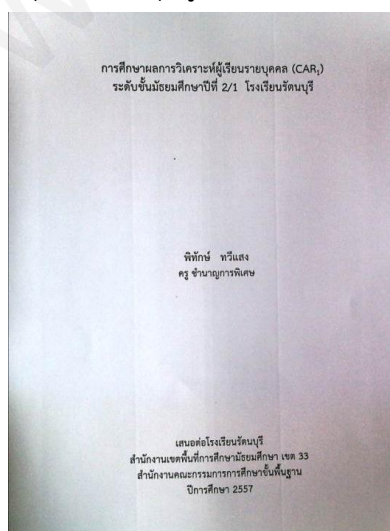 การศึกษาผลการวิเคราะห์ผู้เรียนรายบุคคล (CAR₁)
ระดับชั้นมัธยมศึกษาปีที่ 2/1 โรงเรียนรัตนบุรี
พิทักษ์ ทวีแสง
ครู ชำนาญการพิเศษ
เสนอต่อโรงเรียนรัตนบุรี
สำนักงานเขตพื้นที่การศึกษามัธยมศึกษา เขต 33
สำนักงานคณะกรรมการการศึกษาขั้นพื้นฐาน
ปีการศึกษา 2557